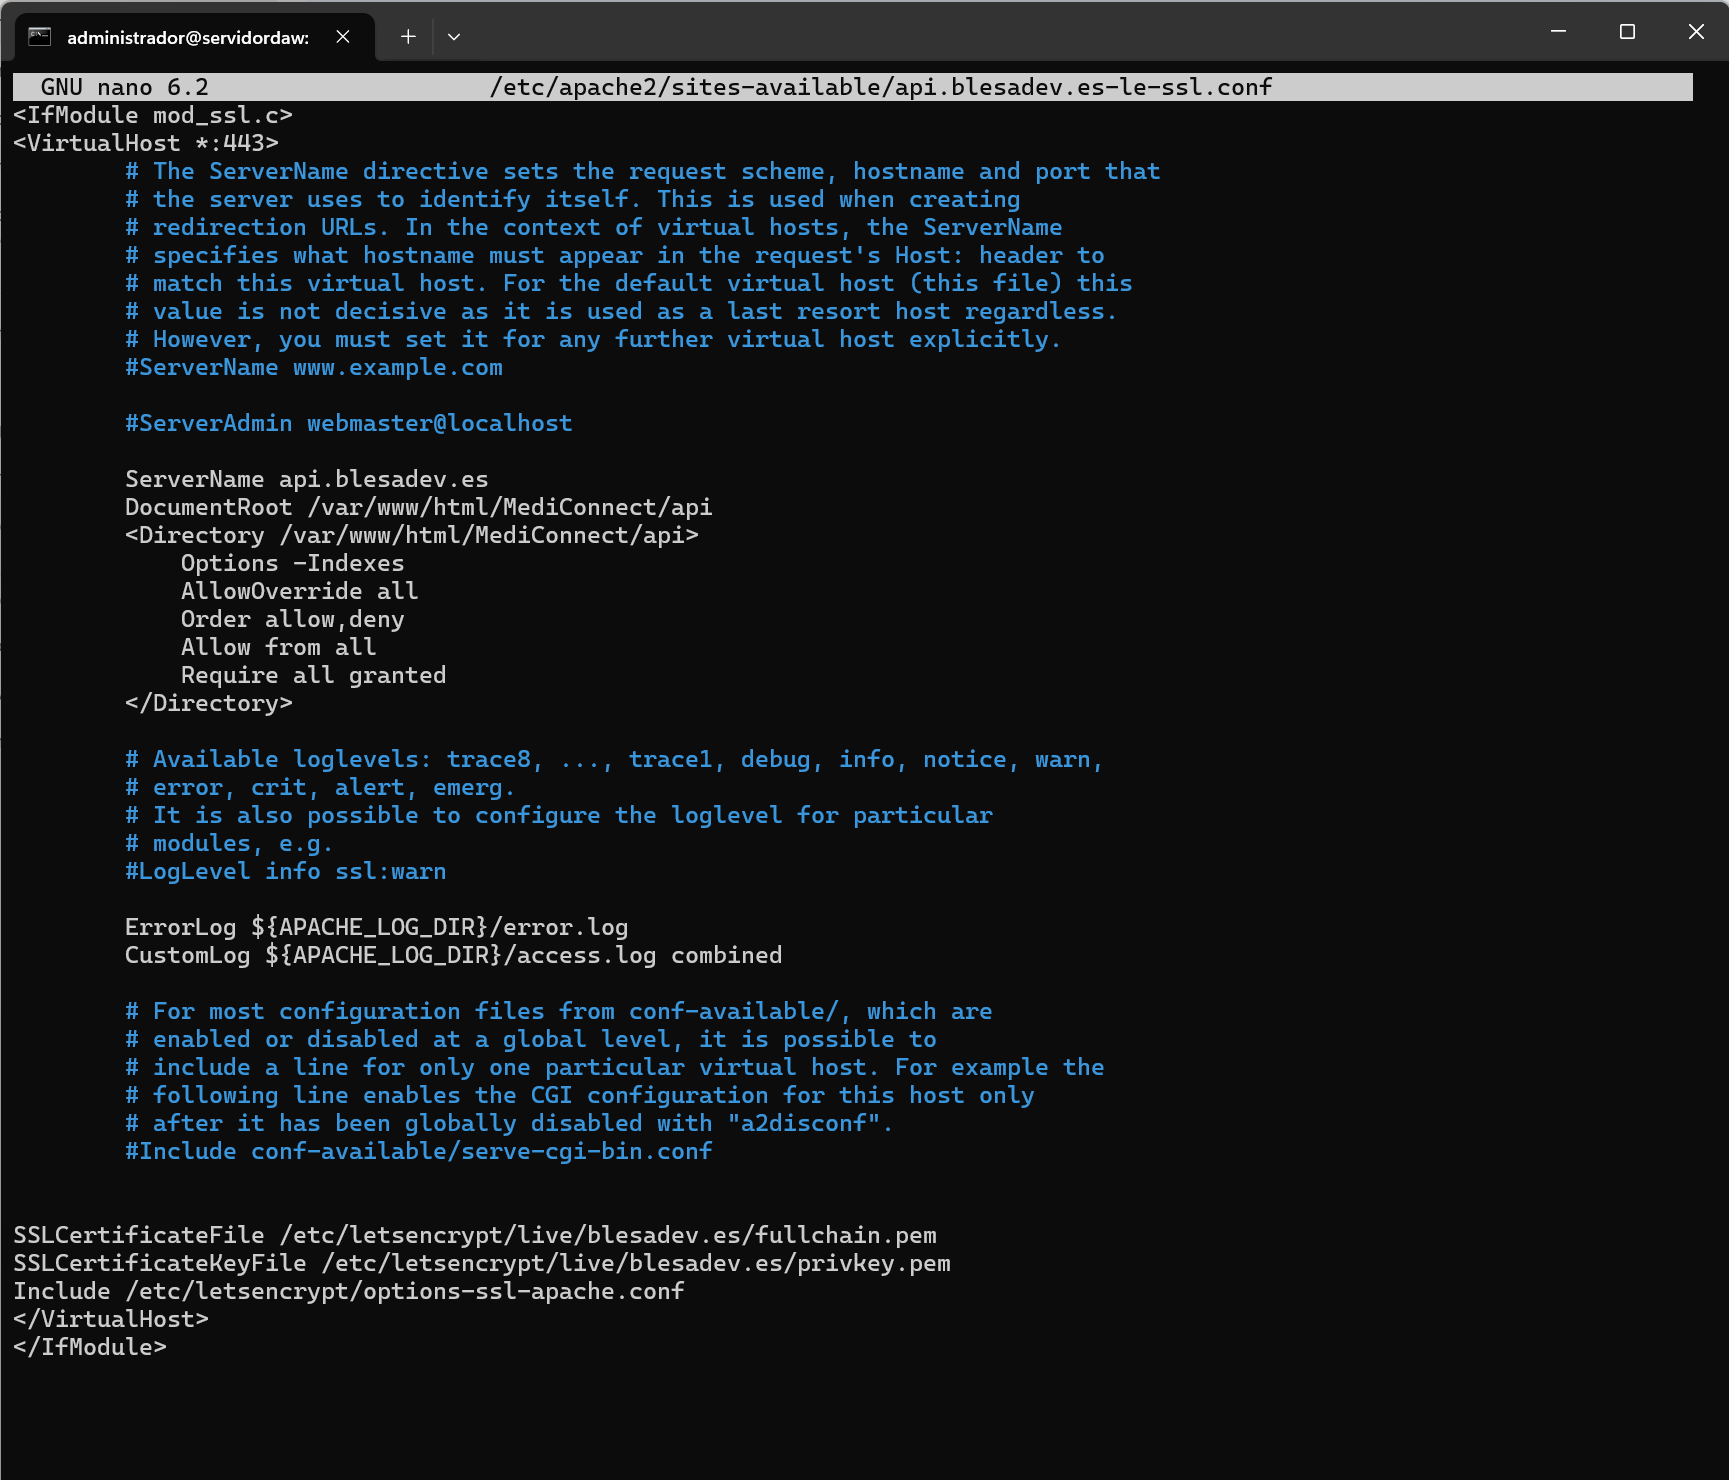 administrador@servidordaw:
GNU nano 6.2 /etc/apache2/sites-available/api.blesadev.es-le-ssl.conf
<IfModule mod_ssl.c>
<VirtualHost *:443>
        # The ServerName directive sets the request scheme, hostname and port that
        # the server uses to identify itself. This is used when creating
        # redirection URLs. In the context of virtual hosts, the ServerName
        # specifies what hostname must appear in the request's Host: header to
        # match this virtual host. For the default virtual host (this file) this
        # value is not decisive as it is used as a last resort host regardless.
        # However, you must set it for any further virtual host explicitly.
        #ServerName www.example.com

        #ServerAdmin webmaster@localhost

        ServerName api.blesadev.es
        DocumentRoot /var/www/html/MediConnect/api
        <Directory /var/www/html/MediConnect/api>
            Options -Indexes
            AllowOverride all
            Order allow,deny
            Allow from all
            Require all granted
        </Directory>

        # Available loglevels: trace8, ..., trace1, debug, info, notice, warn,
        # error, crit, alert, emerg.
        # It is also possible to configure the loglevel for particular
        # modules, e.g.
        #LogLevel info ssl:warn

        ErrorLog ${APACHE_LOG_DIR}/error.log
        CustomLog ${APACHE_LOG_DIR}/access.log combined

        # For most configuration files from conf-available/, which are
        # enabled or disabled at a global level, it is possible to
        # include a line for only one particular virtual host. For example the
        # following line enables the CGI configuration for this host only
        # after it has been globally disabled with "a2disconf".
        #Include conf-available/serve-cgi-bin.conf


SSLCertificateFile /etc/letsencrypt/live/blesadev.es/fullchain.pem
SSLCertificateKeyFile /etc/letsencrypt/live/blesadev.es/privkey.pem
Include /etc/letsencrypt/options-ssl-apache.conf
</VirtualHost>
</IfModule>